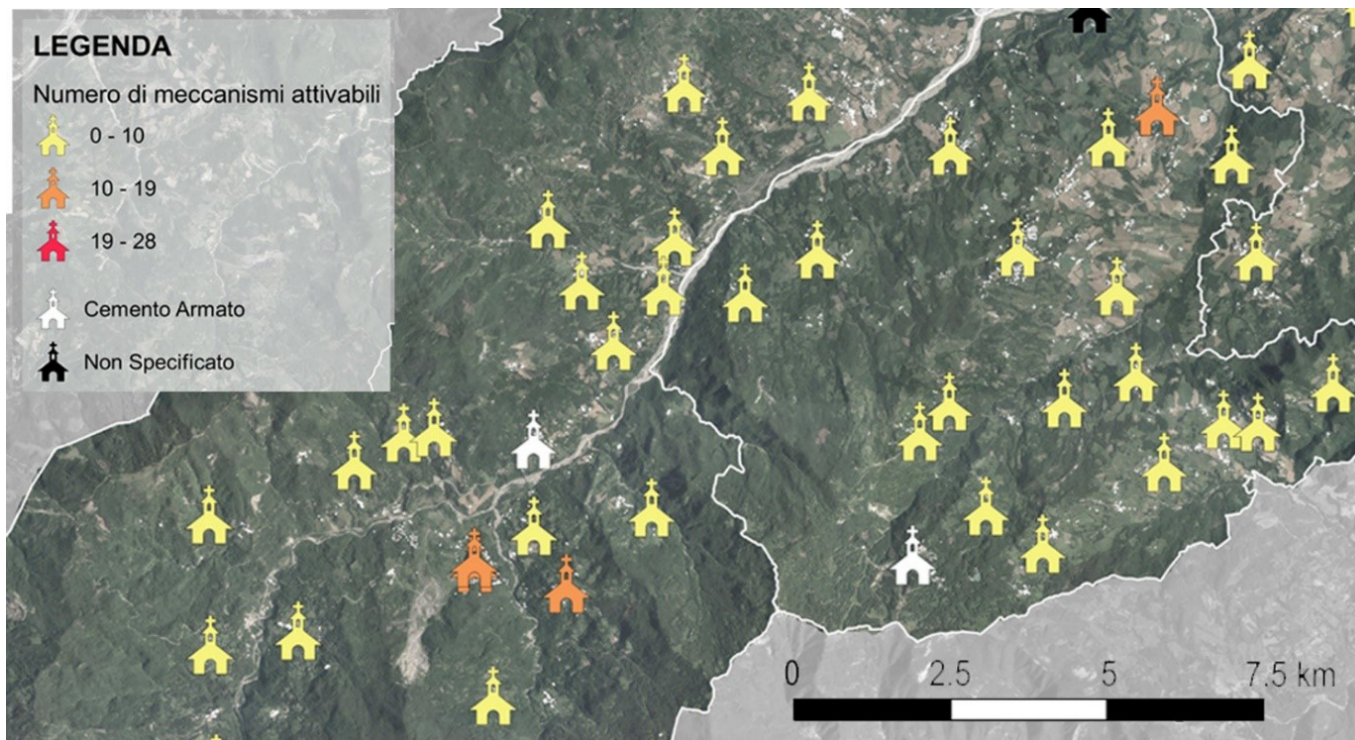 LEGENDA
Numero di meccanismi attivabili
0 - 10
10 - 19
19 - 28
Cemento Armato
Non Specificato
0 2.5 5 7.5 km